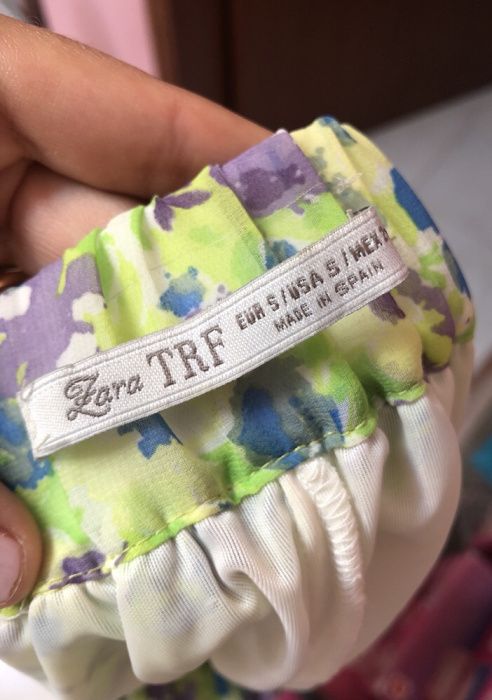 Zara TRF
EUR S/USA S/MEX
MADE IN SPAIN